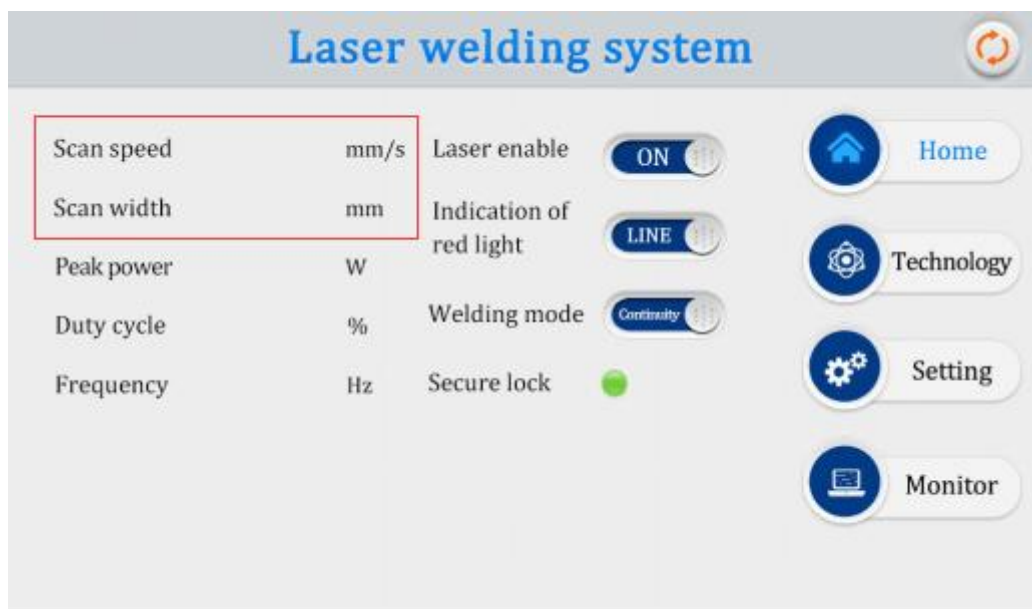 Laser welding system
Scan speed mm/s
Scan width mm
Peak power W
Duty cycle %
Frequency Hz
Laser enable ON
Indication of
red light LINE
Welding mode Continuity
Secure lock
Home
Technology
Setting
Monitor